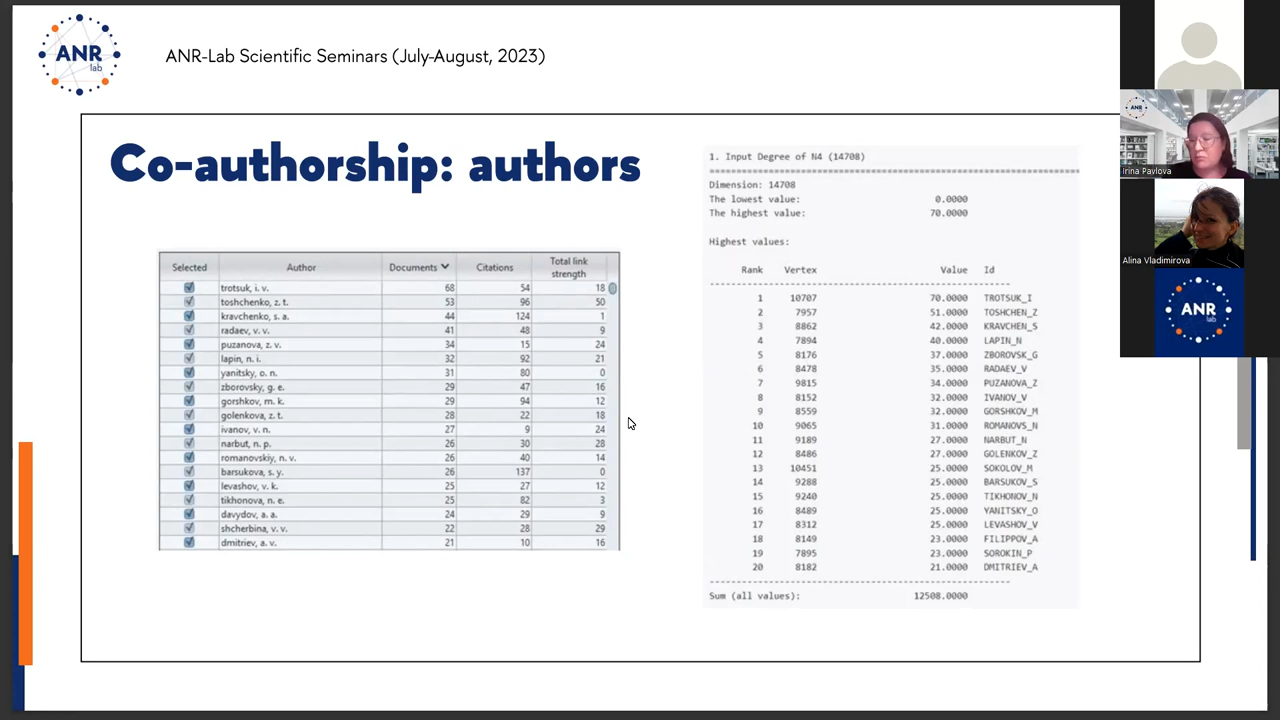 ANR
lab
ANR-Lab Scientific Seminars (July-August, 2023)
Co-authorship: authors
Selected Author Documents Citations Total link strength
trotsuk, i. v. 68 54 18
toshchenko, z. t. 53 96 50
kravchenko, s. a. 44 124 1
radaev, v. v. 41 48 9
puzanova, z. v. 34 15 24
lapin, n. i. 32 92 21
yanitsky, o. n. 31 80 0
zborovsky, g. e. 29 47 16
gorshkov, m. k. 29 94 12
golenkova, z. t. 28 22 18
ivanov, v. n. 27 9 24
narbut, n. p. 26 30 28
romanovskiy, n. v. 26 40 14
barsukova, s. y. 26 137 0
levashov, v. k. 25 27 12
tikhonova, n. e. 25 82 3
davydov, a. a. 24 29 9
shcherbina, v. v. 22 28 29
dmitriev, a. v. 21 10 16
1. Input Degree of N4 (14708)
==============================================================================
Dimension: 14708
The lowest value: 0.0000
The highest value: 70.0000
Highest values:
Rank Vertex Value Id
------------------------------------------------------------
1 10707 70.0000 TROTSUK_I
2 7957 51.0000 TOSHCHEN_Z
3 8862 42.0000 KRAVCHEN_S
4 7894 40.0000 LAPIN_N
5 8176 37.0000 ZBOROVSK_G
6 8478 35.0000 RADAEV_V
7 9815 34.0000 PUZANOVA_Z
8 8152 32.0000 IVANOV_V
9 8559 32.0000 GORSHKOV_M
10 9065 31.0000 ROMANOVS_N
11 9189 27.0000 NARBUT_N
12 8486 27.0000 GOLENKOV_Z
13 10451 25.0000 SOKOLOV_M
14 9288 25.0000 BARSUKOV_S
15 9240 25.0000 TIKHONOV_N
16 8489 25.0000 YANITSKY_O
17 8312 25.0000 LEVASHOV_V
18 8149 23.0000 FILIPPOV_A
19 7895 23.0000 SOROKIN_P
20 8182 21.0000 DMITRIEV_A
------------------------------------------------------------
Sum (all values): 12508.0000
ANR
Irina Pavlova
Alina Vladimirova
ANR
lab